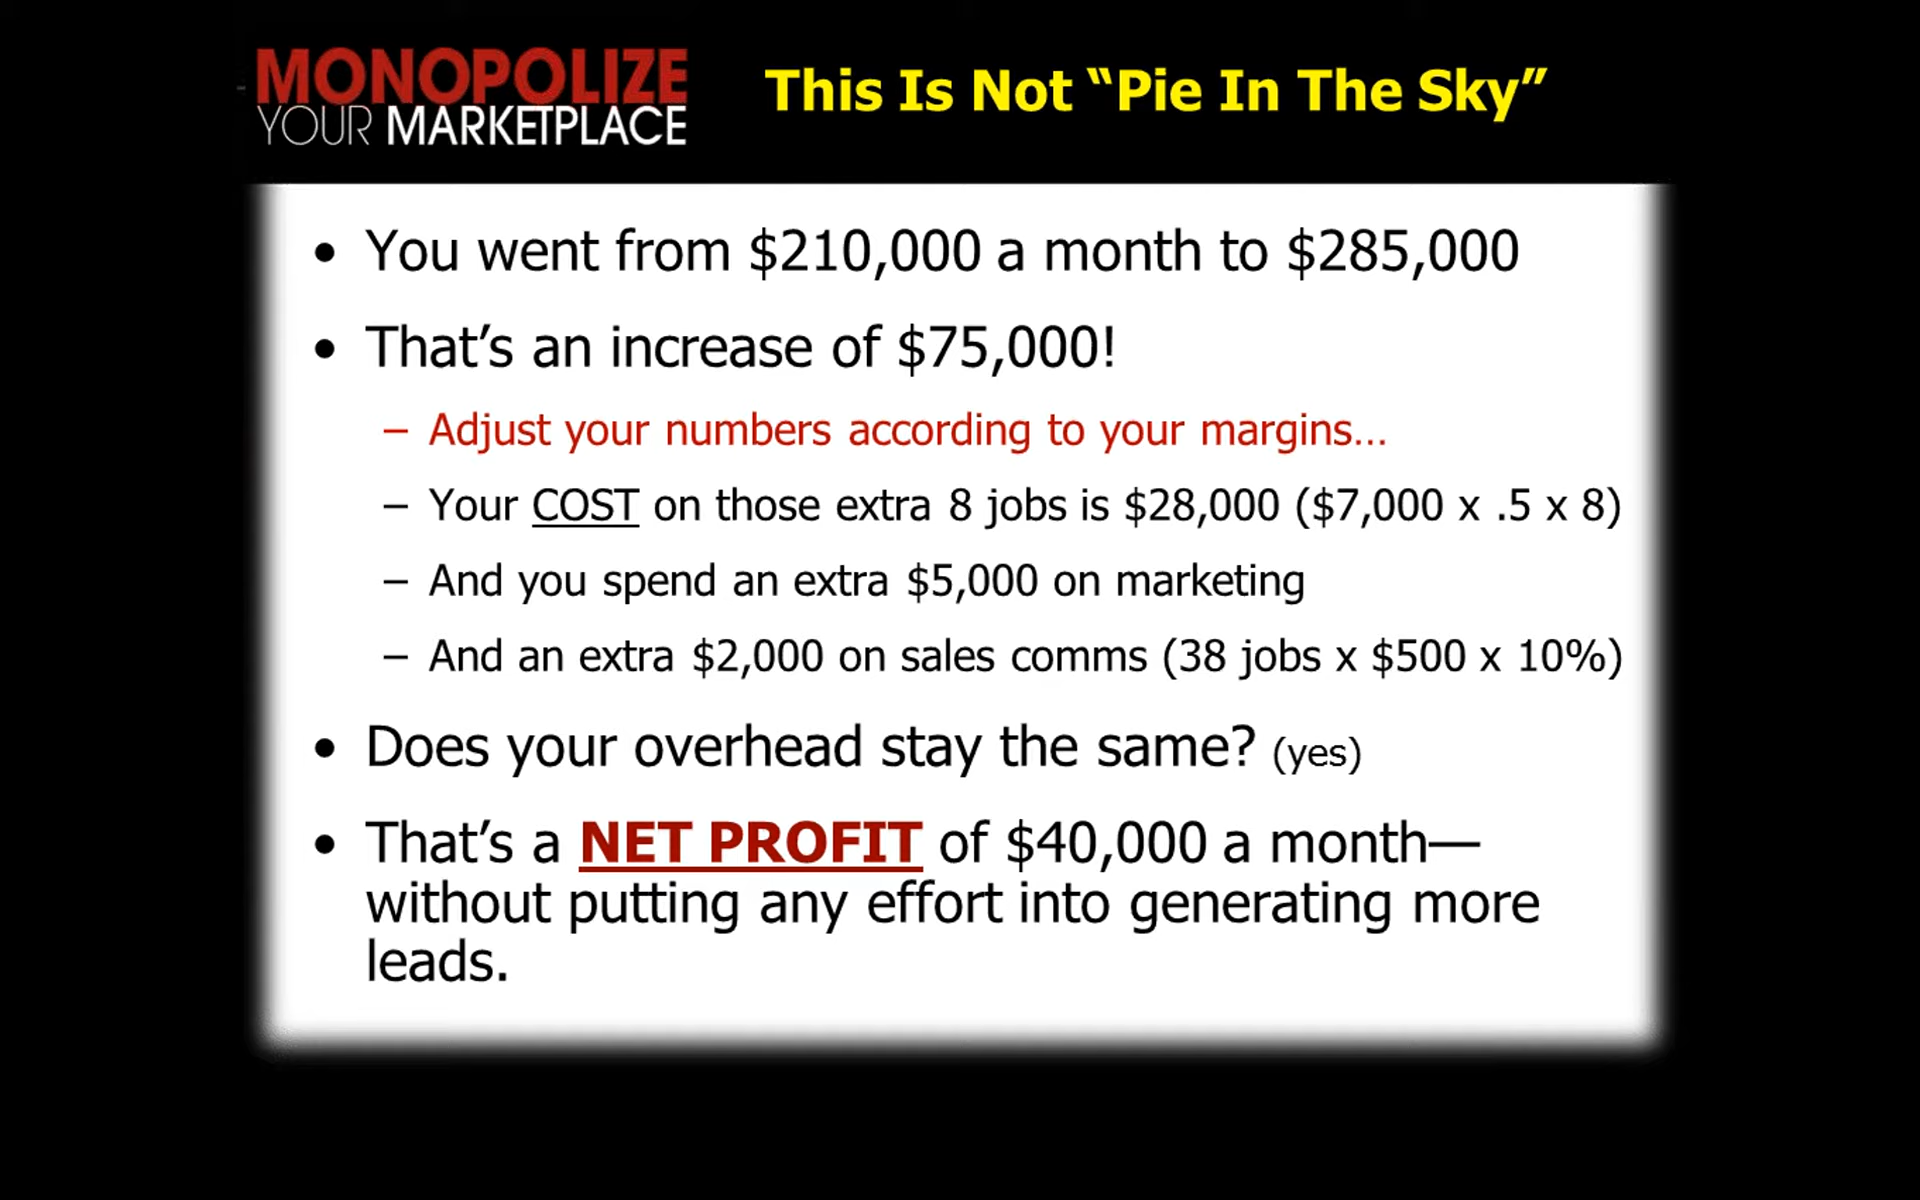 MONOPOLIZE
YOUR MARKETPLACE
This Is Not “Pie In The Sky”
• You went from $210,000 a month to $285,000
• That’s an increase of $75,000!
– Adjust your numbers according to your margins…
– Your COST on those extra 8 jobs is $28,000 ($7,000 x .5 x 8)
– And you spend an extra $5,000 on marketing
– And an extra $2,000 on sales comms (38 jobs x $500 x 10%)
• Does your overhead stay the same? (yes)
• That’s a NET PROFIT of $40,000 a month—
without putting any effort into generating more
leads.